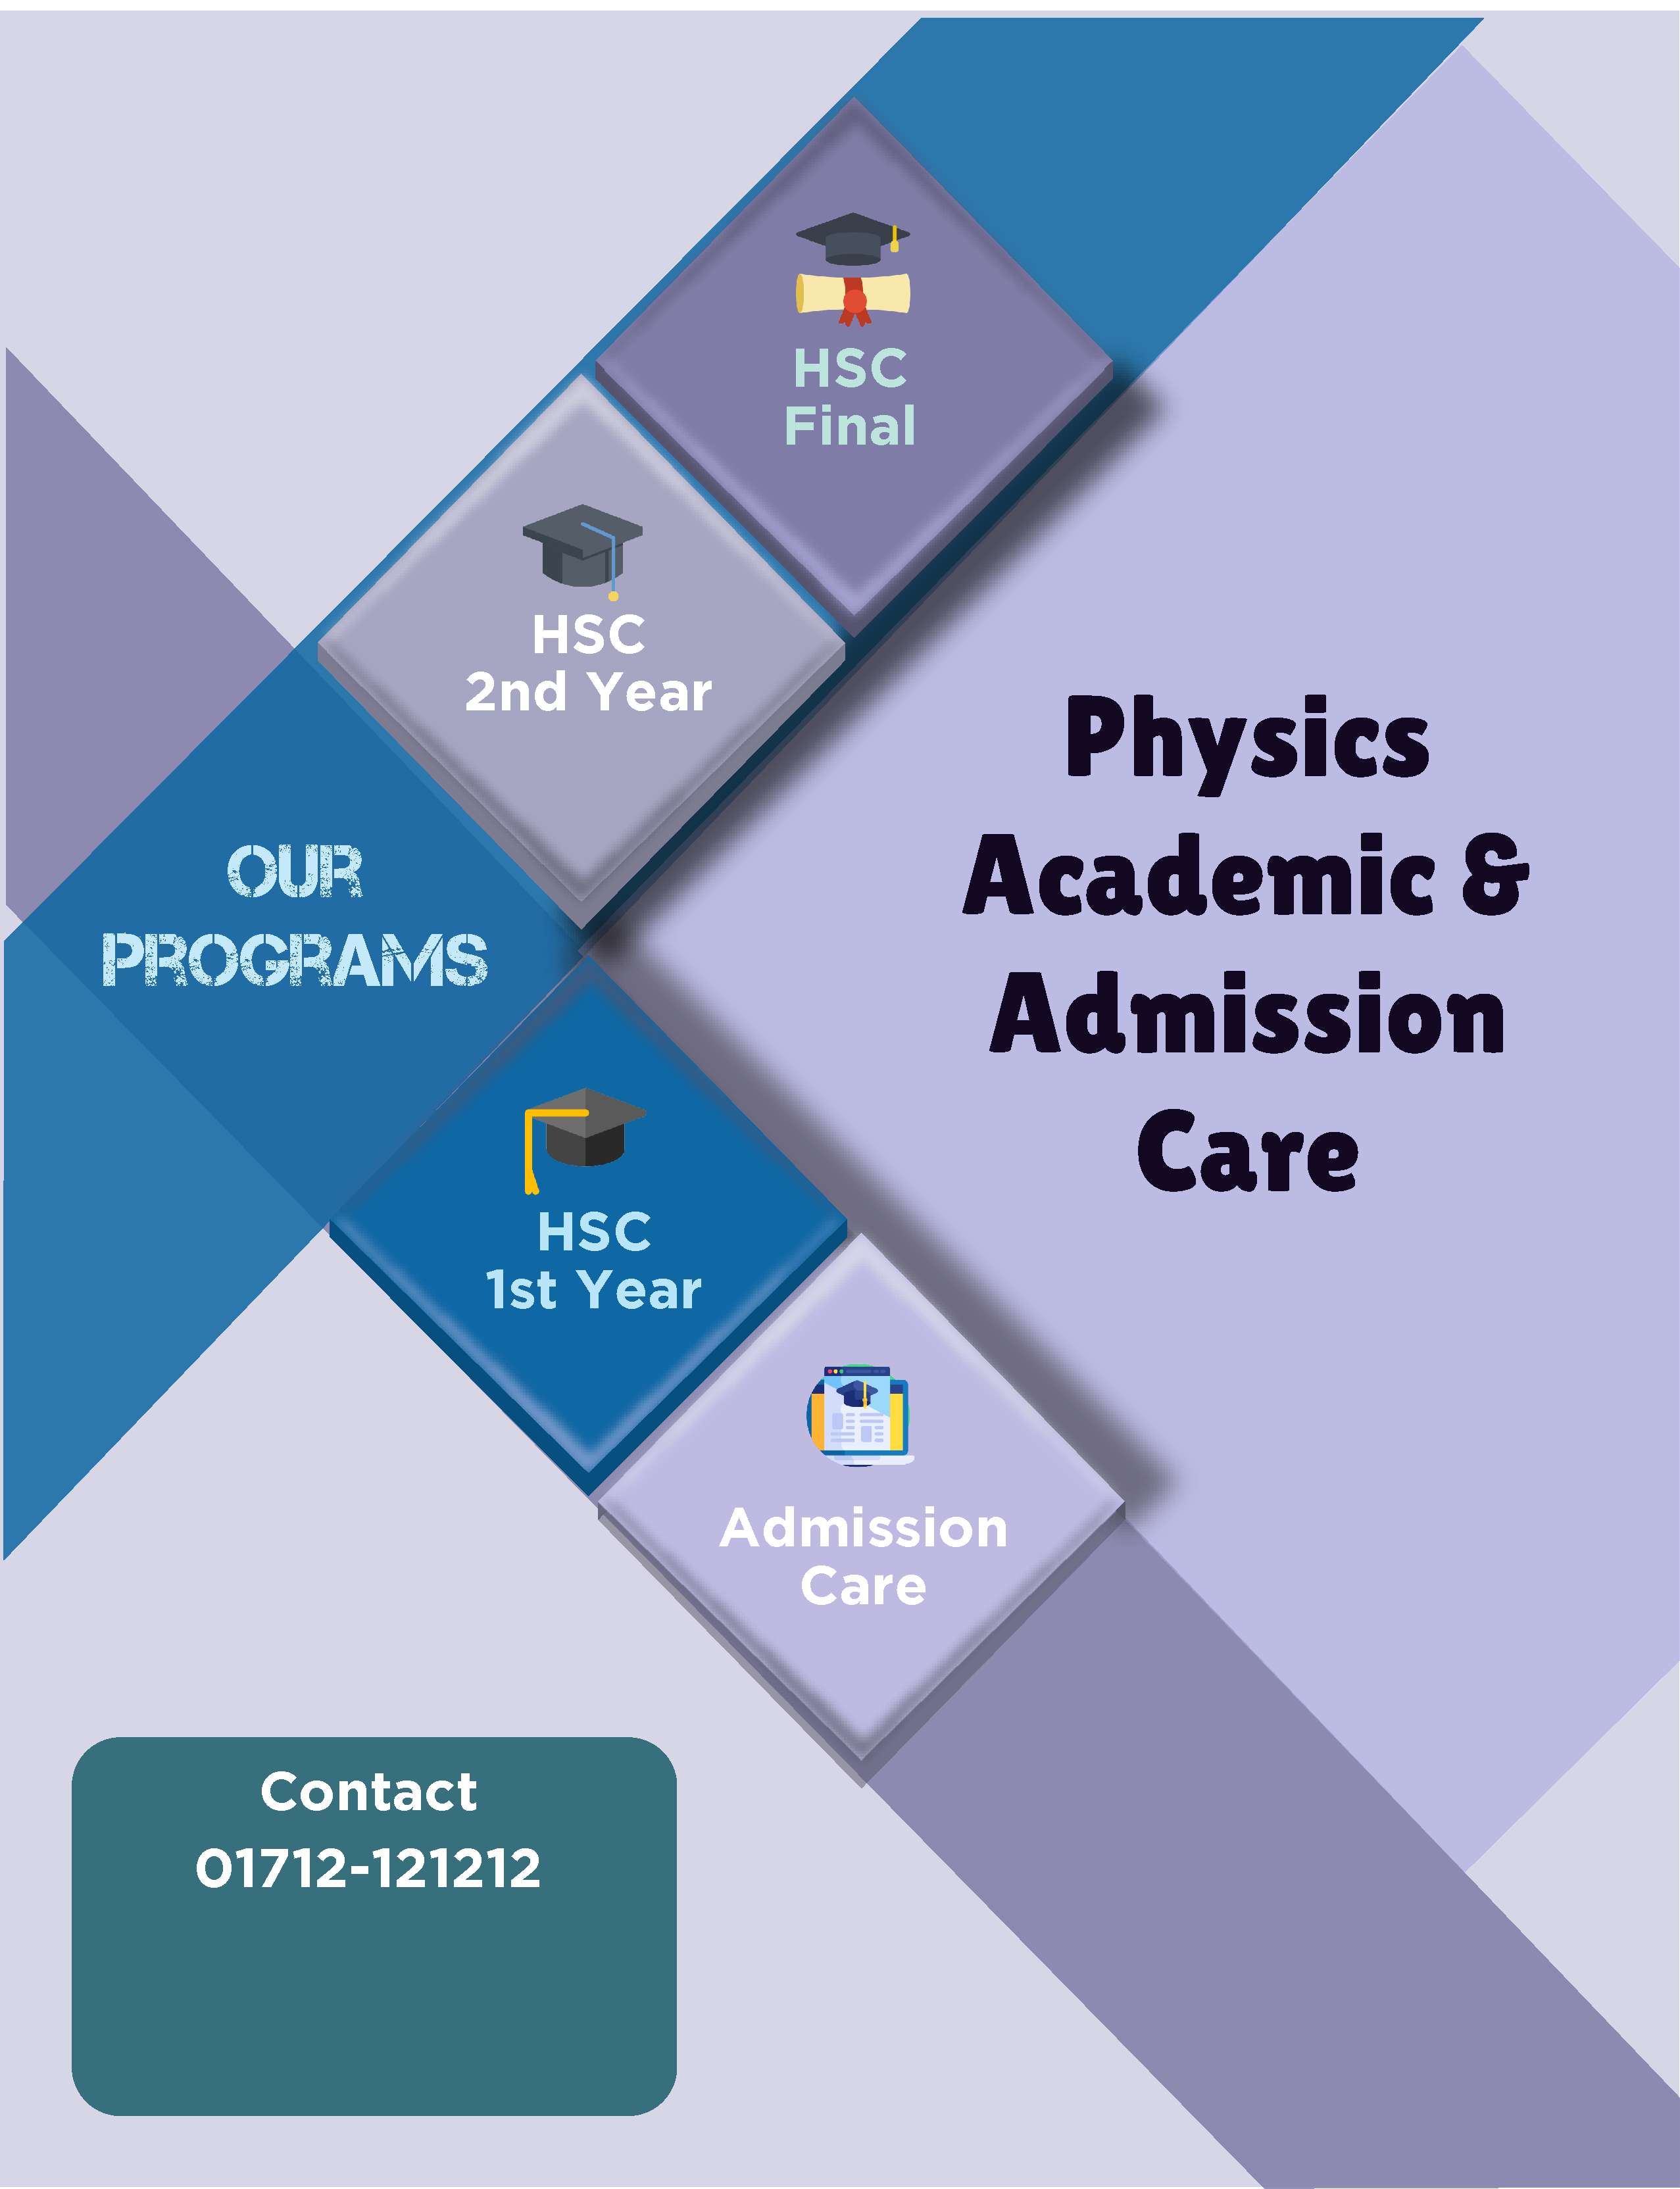 HSC
Final
HSC
2nd Year
OUR
PROGRAMS
HSC
1st Year
Admission
Care
Physics
Academic &
Admission
Care
Contact
01712-121212